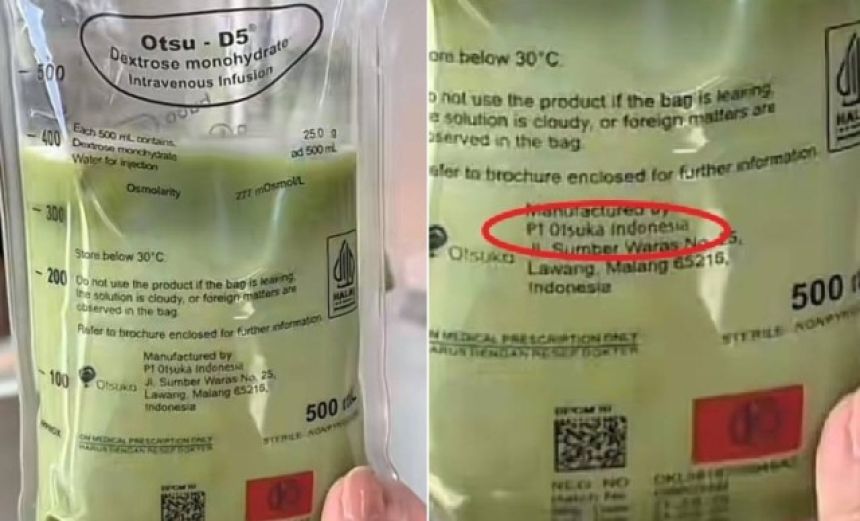 Otsu - D5®
Dextrose monohydrate
Intravenous Infusion
500
400
Each 500 mL contains:
Dextrose monohydrate
25.0 g
Water for injection
ad 500 mL
Osmolarity
277 mOsmol/L
300
Store below 30°C.
200
Do not use the product if the bag is leaking,
the solution is cloudy, or foreign matters are
observed in the bag.
HALAL
Refer to brochure enclosed for further information.
100
Manufactured by
PT Otsuka Indonesia
Otsuka
Jl. Sumber Waras No. 25,
Lawang, Malang 65216,
Indonesia
500 mL
ON MEDICAL PRESCRIPTION ONLY
HARUS DENGAN RESEP DOKTER
below 30°C.
not use the product if the bag is leaking,
solution is cloudy, or foreign matters are
observed in the bag.
to brochure enclosed for further information.
Manufactured by
PT Otsuka Indonesia
Otsuka
Jl. Sumber Waras No. 25,
Lawang, Malang 65216,
Indonesia
500
ON MEDICAL PRESCRIPTION ONLY
STERILE
HARUS DENGAN RESEP DOKTER